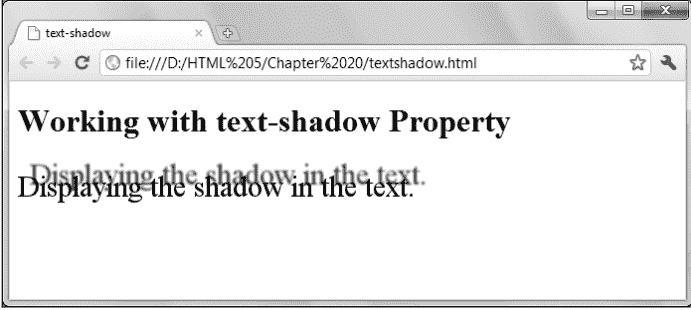 text-shadow
file:///D:/HTML%205/Chapter%2020/textshadow.html
Working with text-shadow Property
Displaying the shadow in the text.
Displaying the shadow in the text.